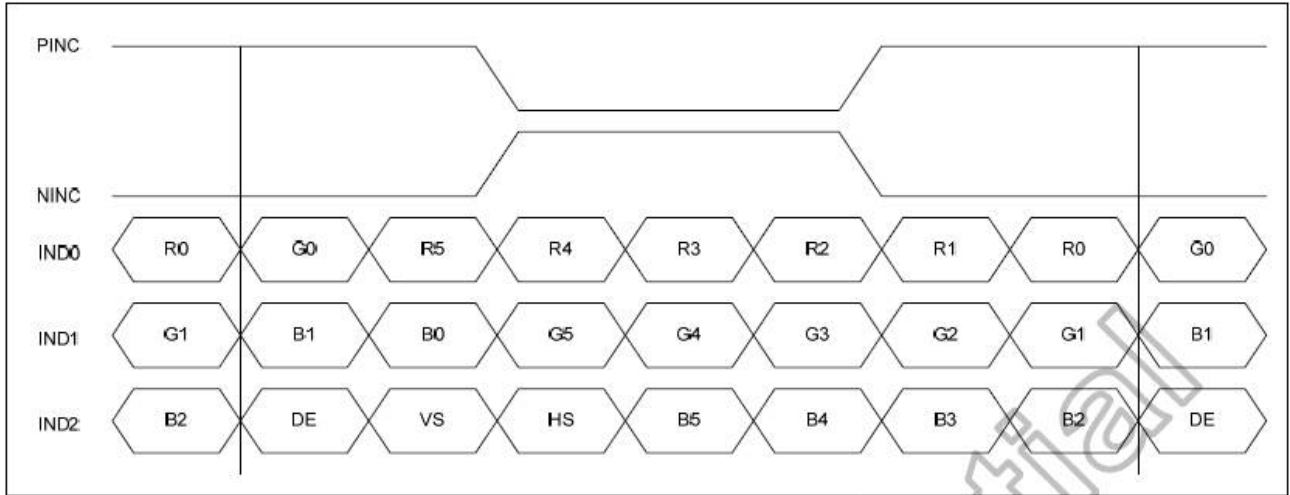 PINC
NINC
IND0 R0 G0 R5 R4 R3 R2 R1 R0 G0
IND1 G1 B1 B0 G5 G4 G3 G2 G1 B1
IND2 B2 DE VS HS B5 B4 B3 B2 DE
tial